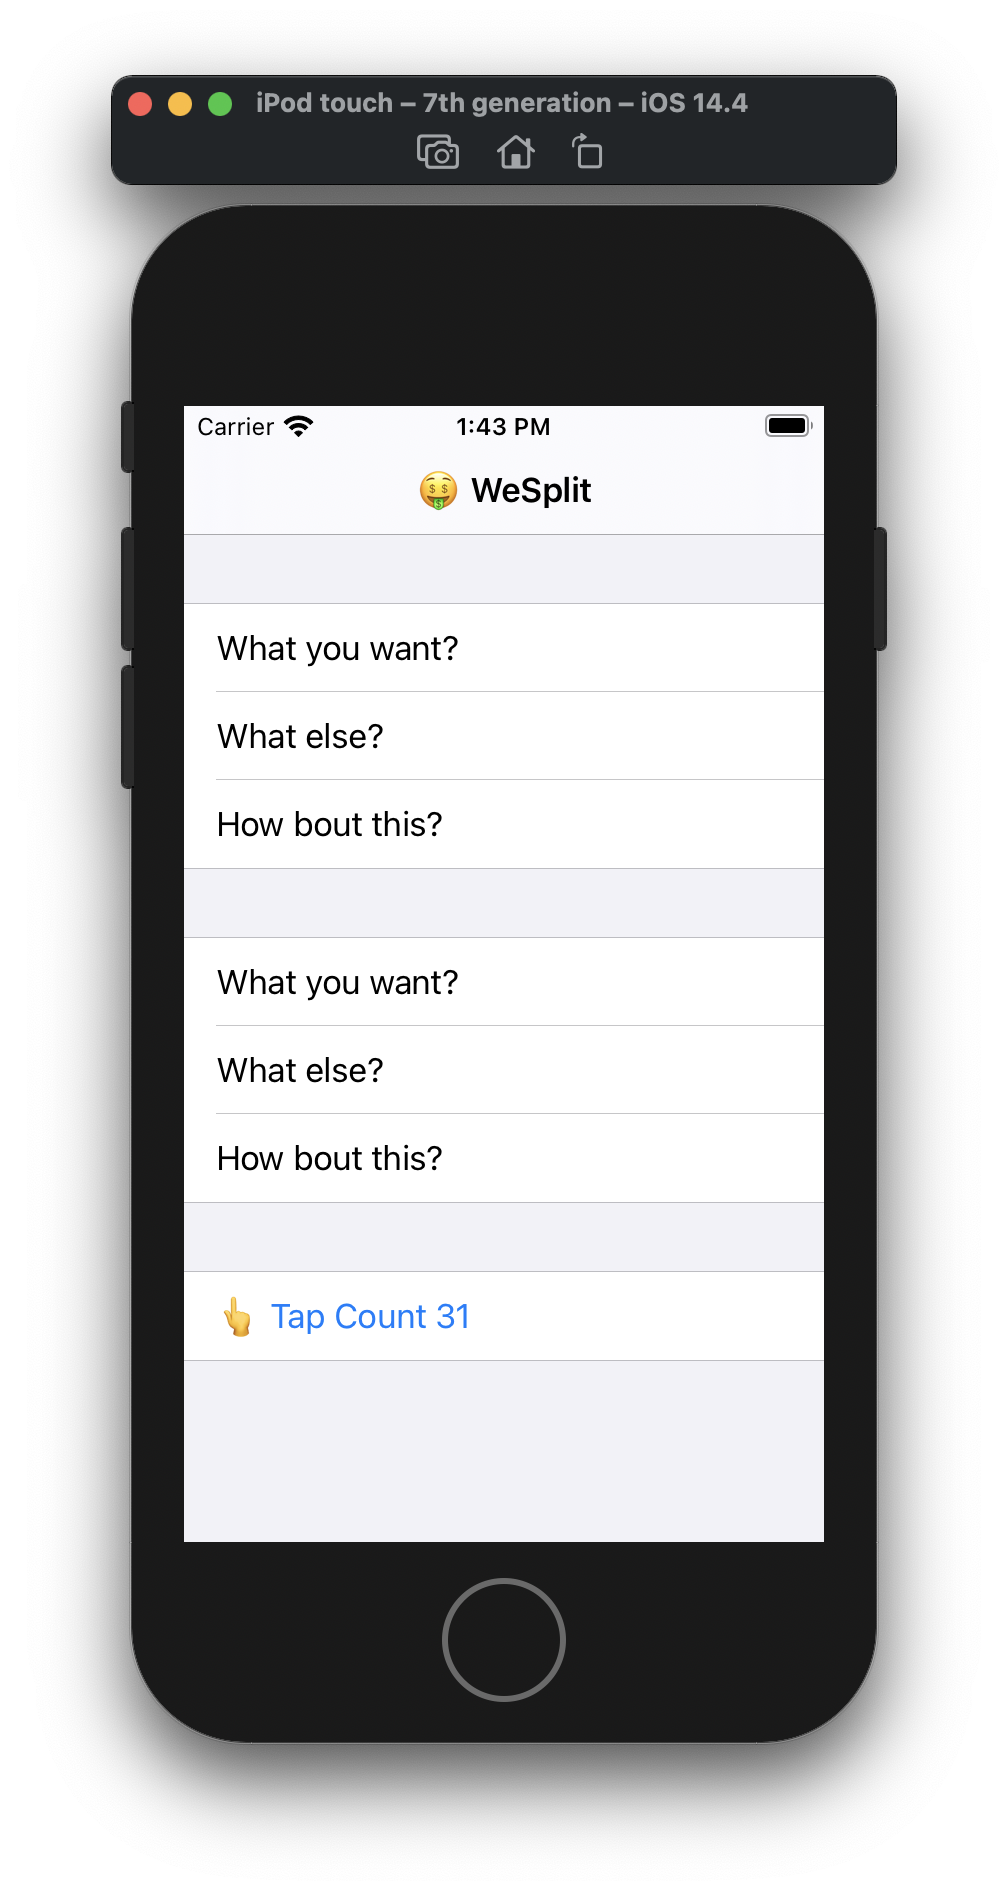 iPod touch – 7th generation – iOS 14.4
Carrier 1:43 PM
🤑 WeSplit
What you want?
What else?
How bout this?
What you want?
What else?
How bout this?
👆 Tap Count 31